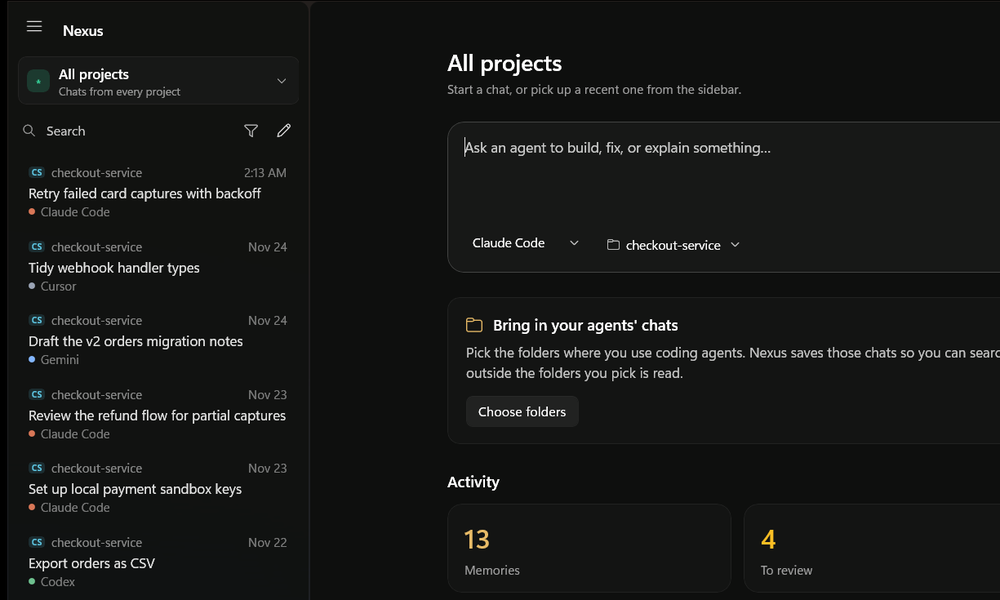 Nexus
All projects
Chats from every project
Search
CS checkout-service 2:13 AM
Retry failed card captures with backoff
Claude Code
CS checkout-service Nov 24
Tidy webhook handler types
Cursor
CS checkout-service Nov 24
Draft the v2 orders migration notes
Gemini
CS checkout-service Nov 23
Review the refund flow for partial captures
Claude Code
CS checkout-service Nov 23
Set up local payment sandbox keys
Claude Code
CS checkout-service Nov 22
Export orders as CSV
Codex
All projects
Start a chat, or pick up a recent one from the sidebar.
Ask an agent to build, fix, or explain something...
Claude Code checkout-service
Bring in your agents' chats
Pick the folders where you use coding agents. Nexus saves those chats so you can searc
outside the folders you pick is read.
Choose folders
Activity
13
Memories
4
To review